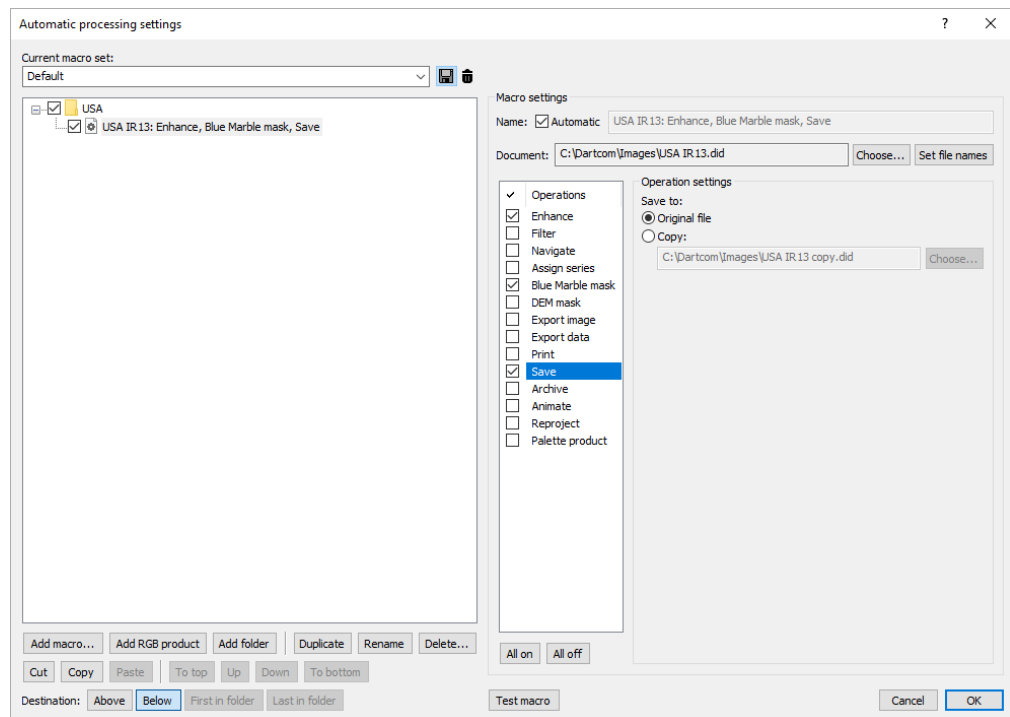 Automatic processing settings
?
Current macro set:
Default
USA
USA IR13: Enhance, Blue Marble mask, Save
Add macro... Add RGB product Add folder Duplicate Rename Delete...
Cut Copy Paste To top Up Down To bottom
Destination: Above Below First in folder Last in folder
Macro settings
Name: Automatic USA IR13: Enhance, Blue Marble mask, Save
Document: C:\Dartcom\Images\USA IR13.did Choose... Set file names
Operations
Enhance
Filter
Navigate
Assign series
Blue Marble mask
DEM mask
Export image
Export data
Print
Save
Archive
Animate
Reproject
Palette product
All on All off
Operation settings
Save to:
Original file
Copy:
C:\Dartcom\Images\USA IR13 copy.did Choose...
Test macro Cancel OK